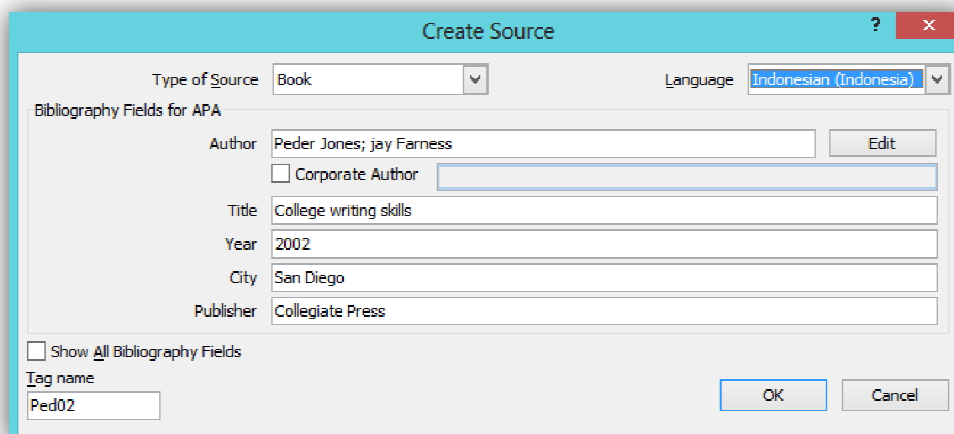 Create Source
? x
Type of Source Book Language Indonesian (Indonesia)
Bibliography Fields for APA
Author Peder Jones; jay Farness Edit
Corporate Author
Title College writing skills
Year 2002
City San Diego
Publisher Collegiate Press
Show All Bibliography Fields
Tag name
Ped02
OK Cancel